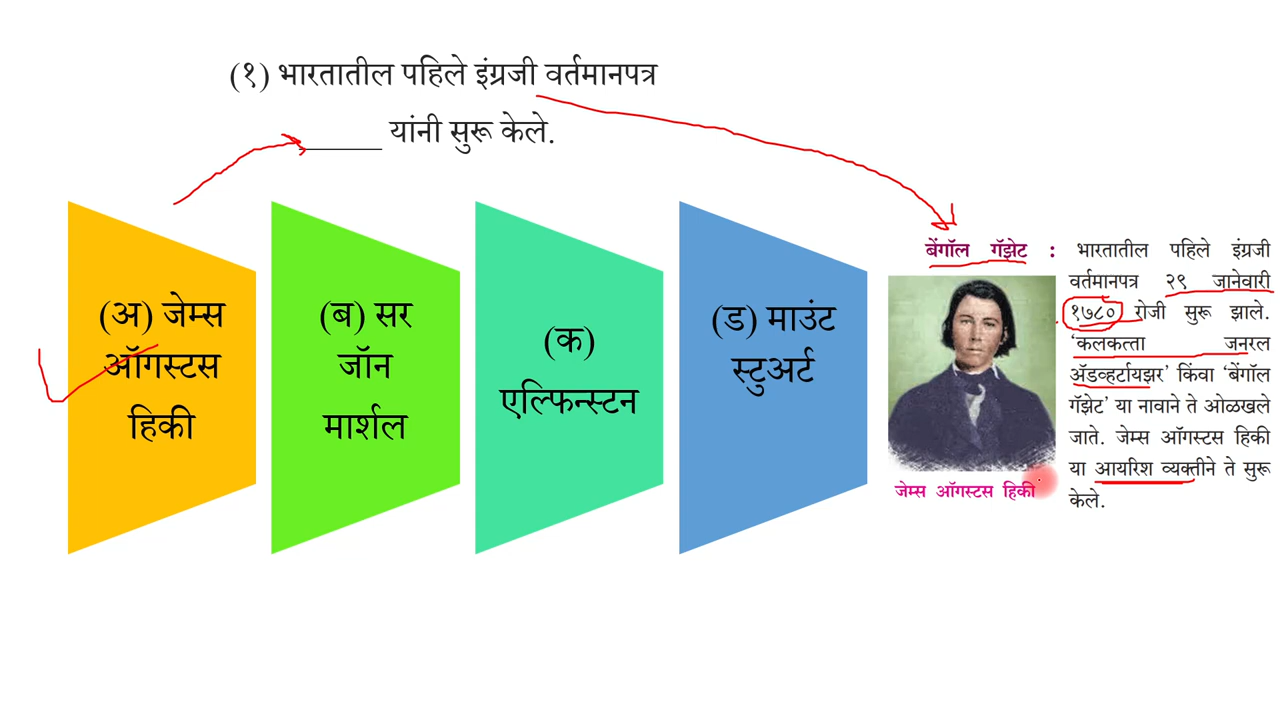 (१) भारतातील पहिले इंग्रजी वर्तमानपत्र
______ यांनी सुरू केले.
(अ) जेम्स
ऑगस्टस
हिकी
(ब) सर
जॉन
मार्शल
(क)
एल्फिन्स्टन
(ड) माउंट
स्टुअर्ट
बेंगॉल गॅझेट : भारतातील पहिले इंग्रजी
वर्तमानपत्र २९ जानेवारी
१७८० रोजी सुरू झाले.
‘कलकत्ता जनरल
ॲडव्हर्टायझर’ किंवा ‘बेंगॉल
गॅझेट’ या नावाने ते ओळखले
जाते. जेम्स ऑगस्टस हिकी
या आयरिश व्यक्तीने ते सुरू
केले.
जेम्स ऑगस्टस हिकी